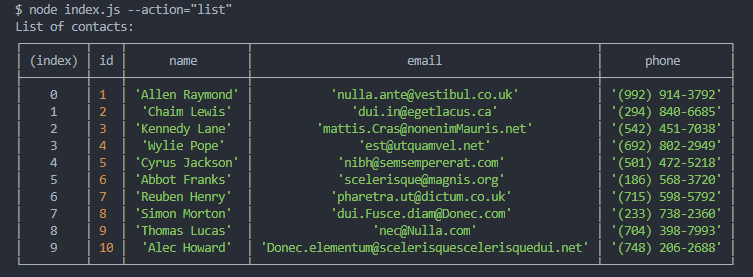 $ node index.js --action="list"
List of contacts:
(index) id name email phone
0 1 'Allen Raymond' 'nulla.ante@vestibul.co.uk' '(992) 914-3792'
1 2 'Chaim Lewis' 'dui.in@egetlacus.ca' '(294) 840-6685'
2 3 'Kennedy Lane' 'mattis.Cras@nonenimMauris.net' '(542) 451-7038'
3 4 'Wylie Pope' 'est@utquamvel.net' '(692) 802-2949'
4 5 'Cyrus Jackson' 'nibh@semsempererat.com' '(501) 472-5218'
5 6 'Abbot Franks' 'scelerisque@magnis.org' '(186) 568-3720'
6 7 'Reuben Henry' 'pharetra.ut@dictum.co.uk' '(715) 598-5792'
7 8 'Simon Morton' 'dui.Fusce.diam@Donec.com' '(233) 738-2360'
8 9 'Thomas Lucas' 'nec@Nulla.com' '(704) 398-7993'
9 10 'Alec Howard' 'Donec.elementum@scelerisquescelerisquedui.net' '(748) 206-2688'